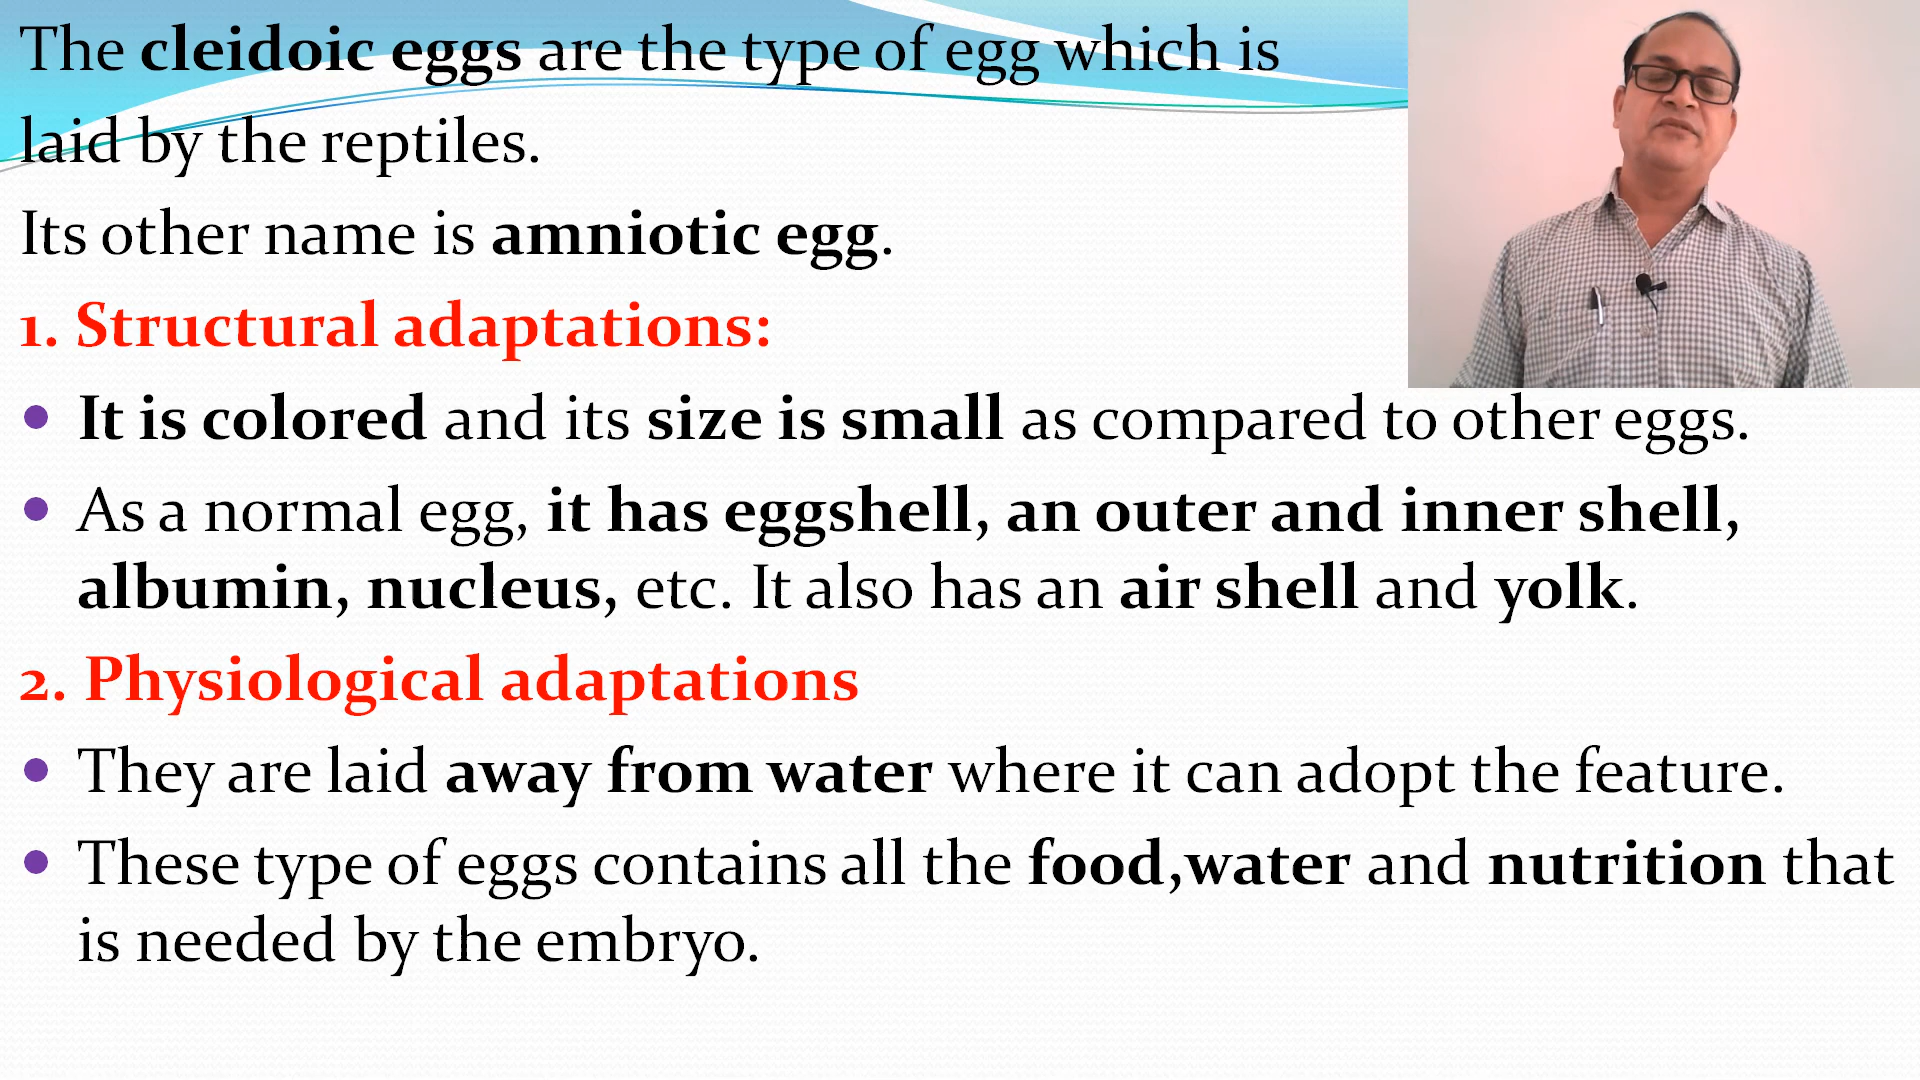 The cleidoic eggs are the type of egg which is
laid by the reptiles.
Its other name is amniotic egg.
1. Structural adaptations:
• It is colored and its size is small as compared to other eggs.
• As a normal egg, it has eggshell, an outer and inner shell,
albumin, nucleus, etc. It also has an air shell and yolk.
2. Physiological adaptations
• They are laid away from water where it can adopt the feature.
• These type of eggs contains all the food,water and nutrition that
is needed by the embryo.